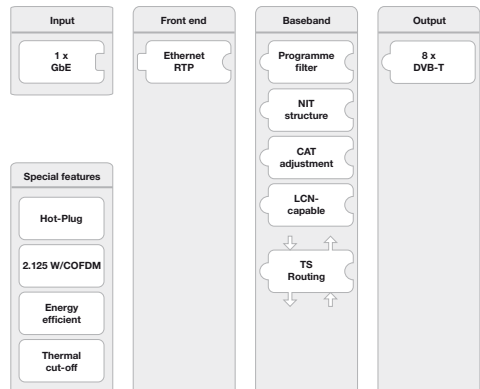 Input
1 x
GbE
Special features
Hot-Plug
2.125 W/COFDM
Energy
efficient
Thermal
cut-off
Front end
Ethernet
RTP
Baseband
Programme
filter
NIT
structure
CAT
adjustment
LCN-
capable
TS
Routing
Output
8 x
DVB-T